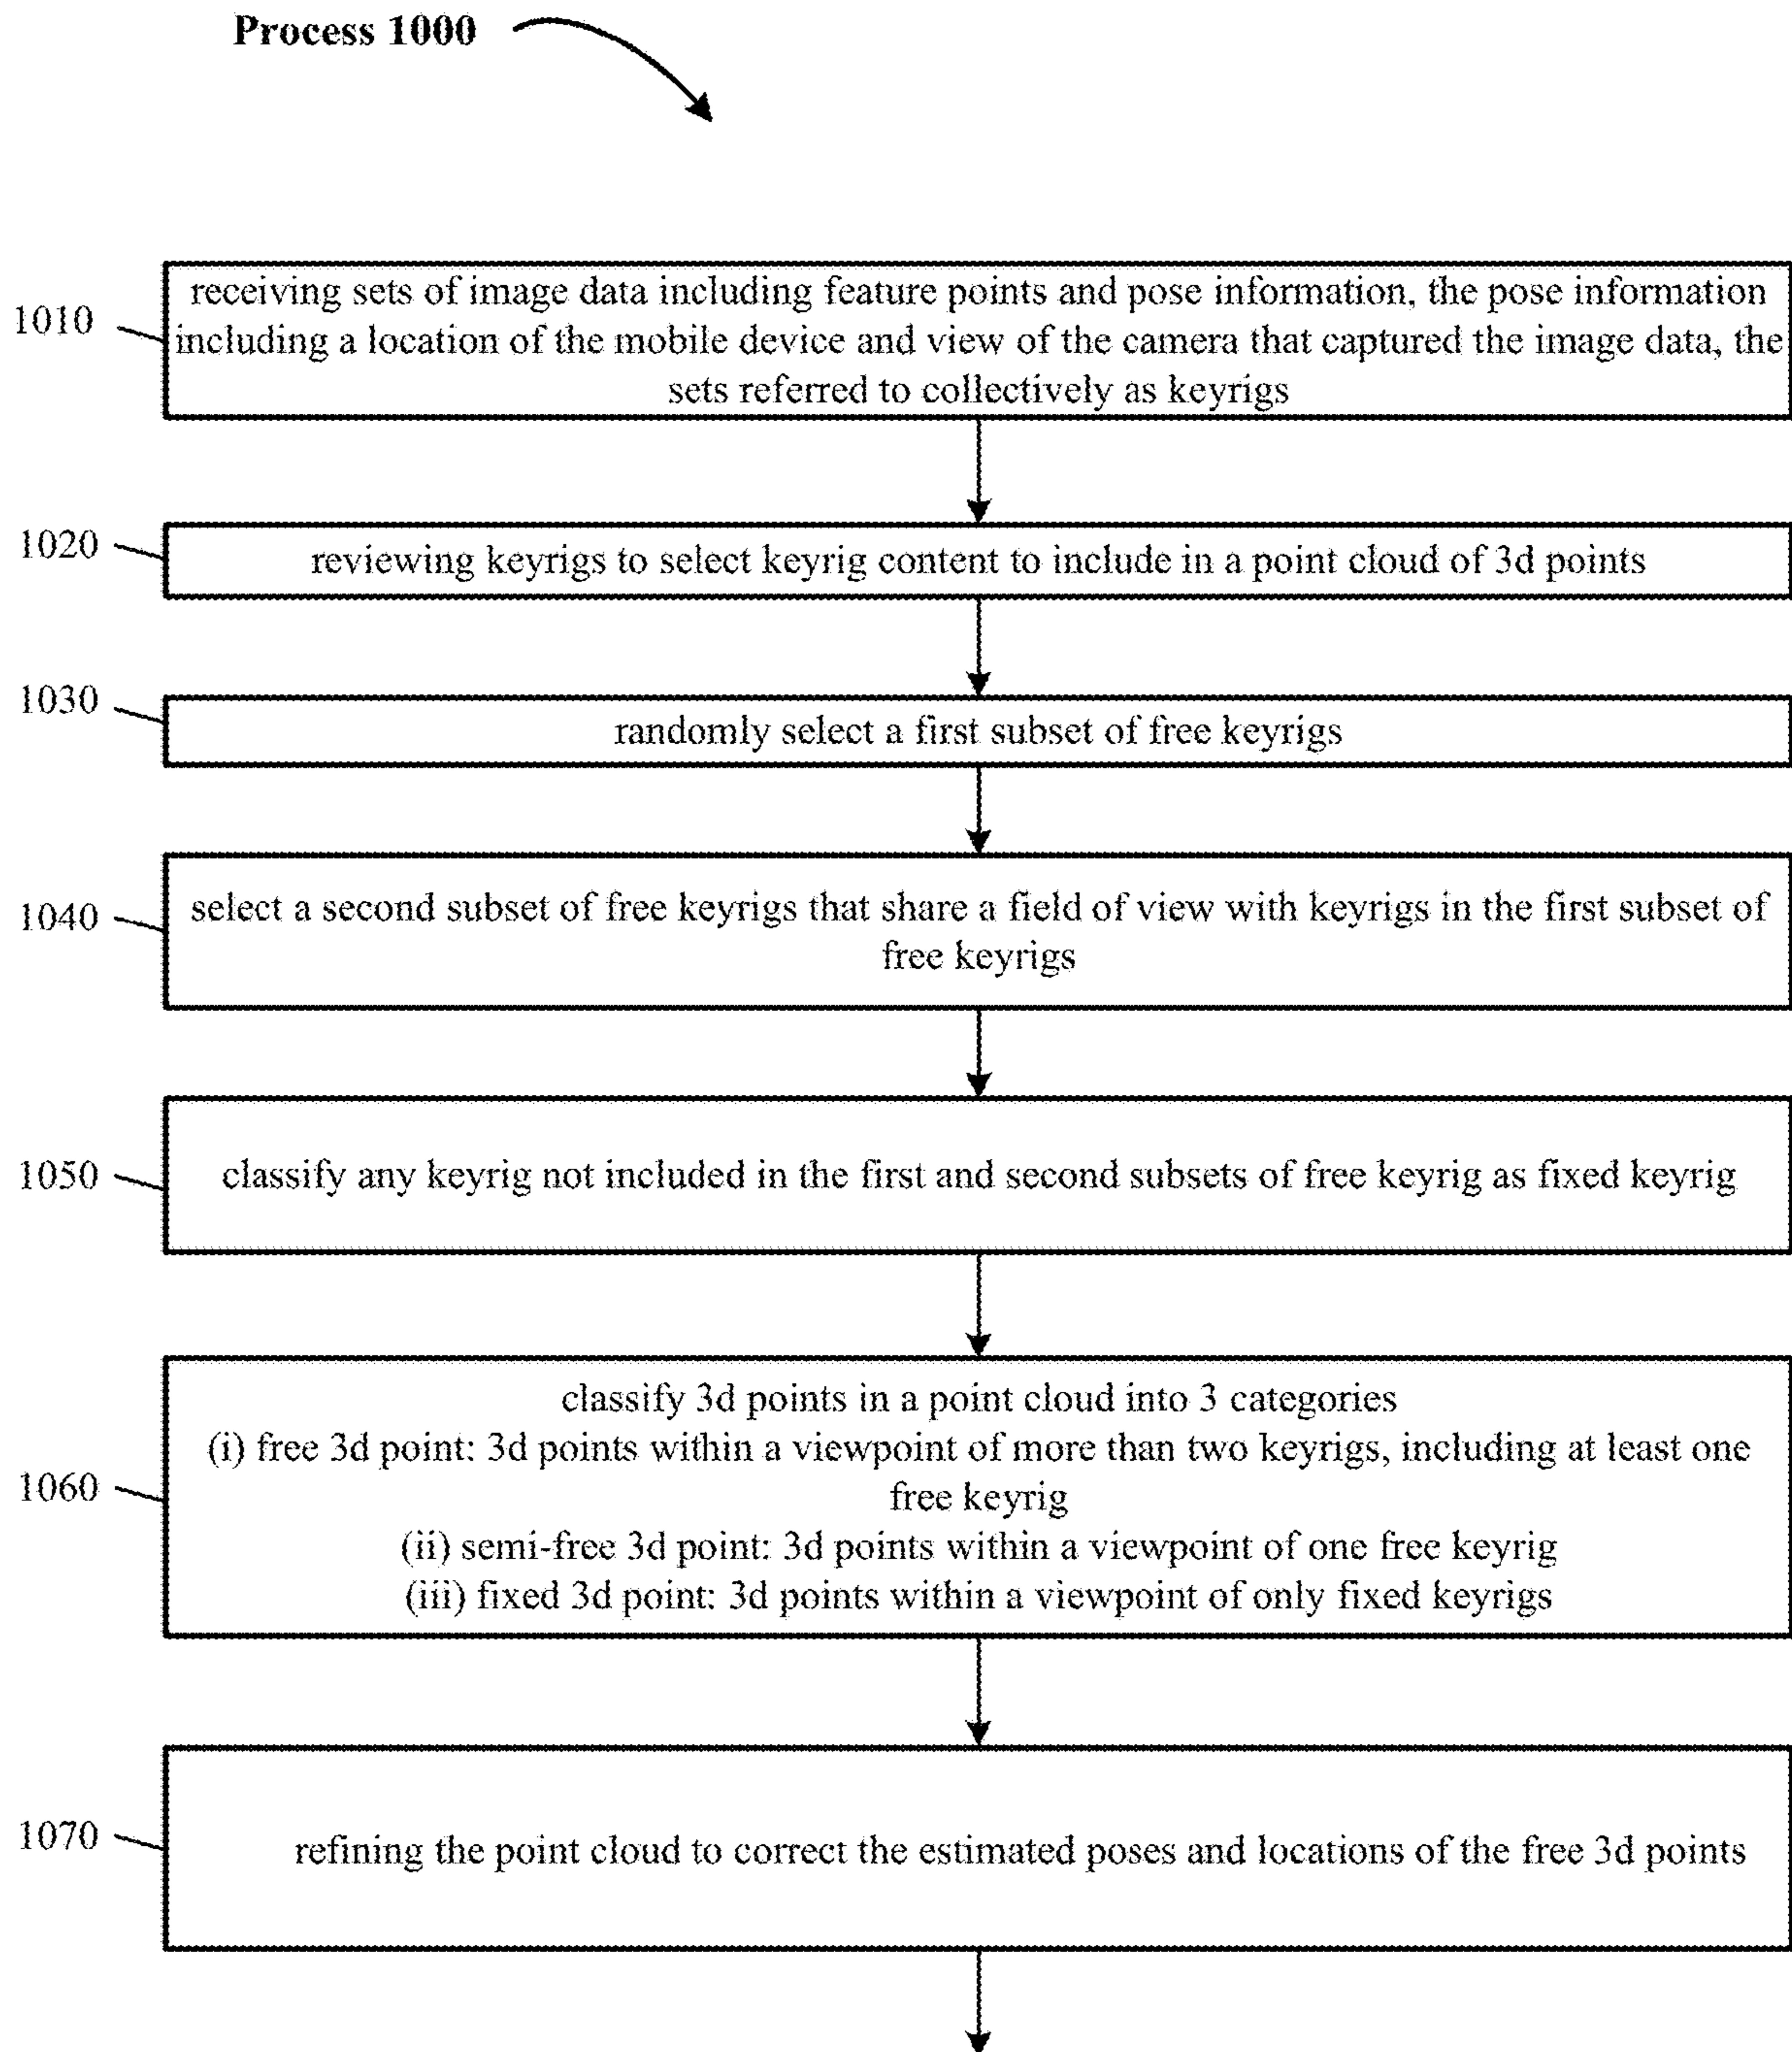 Process 1000
1010
receiving sets of image data including feature points and pose information, the pose information
including a location of the mobile device and view of the camera that captured the image data, the
sets referred to collectively as keyrigs
1020
reviewing keyrigs to select keyrig content to include in a point cloud of 3d points
1030
randomly select a first subset of free keyrigs
1040
select a second subset of free keyrigs that share a field of view with keyrigs in the first subset of
free keyrigs
1050
classify any keyrig not included in the first and second subsets of free keyrig as fixed keyrig
1060
classify 3d points in a point cloud into 3 categories
(i) free 3d point: 3d points within a viewpoint of more than two keyrigs, including at least one
free keyrig
(ii) semi-free 3d point: 3d points within a viewpoint of one free keyrig
(iii) fixed 3d point: 3d points within a viewpoint of only fixed keyrigs
1070
refining the point cloud to correct the estimated poses and locations of the free 3d points